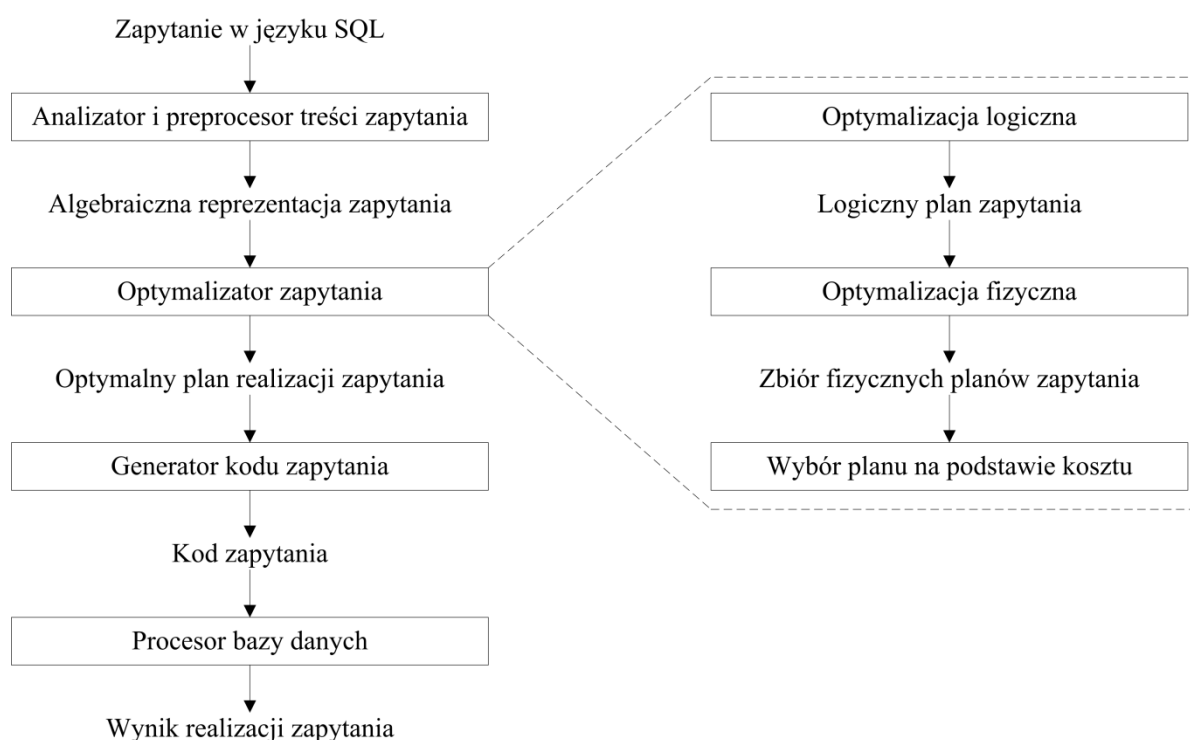 Zapytanie w języku SQL
Analizator i preprocesor treści zapytania
Algebraiczna reprezentacja zapytania
Optymalizator zapytania
Optymalny plan realizacji zapytania
Generator kodu zapytania
Kod zapytania
Procesor bazy danych
Wynik realizacji zapytania
Optymalizacja logiczna
Logiczny plan zapytania
Optymalizacja fizyczna
Zbiór fizycznych planów zapytania
Wybór planu na podstawie kosztu